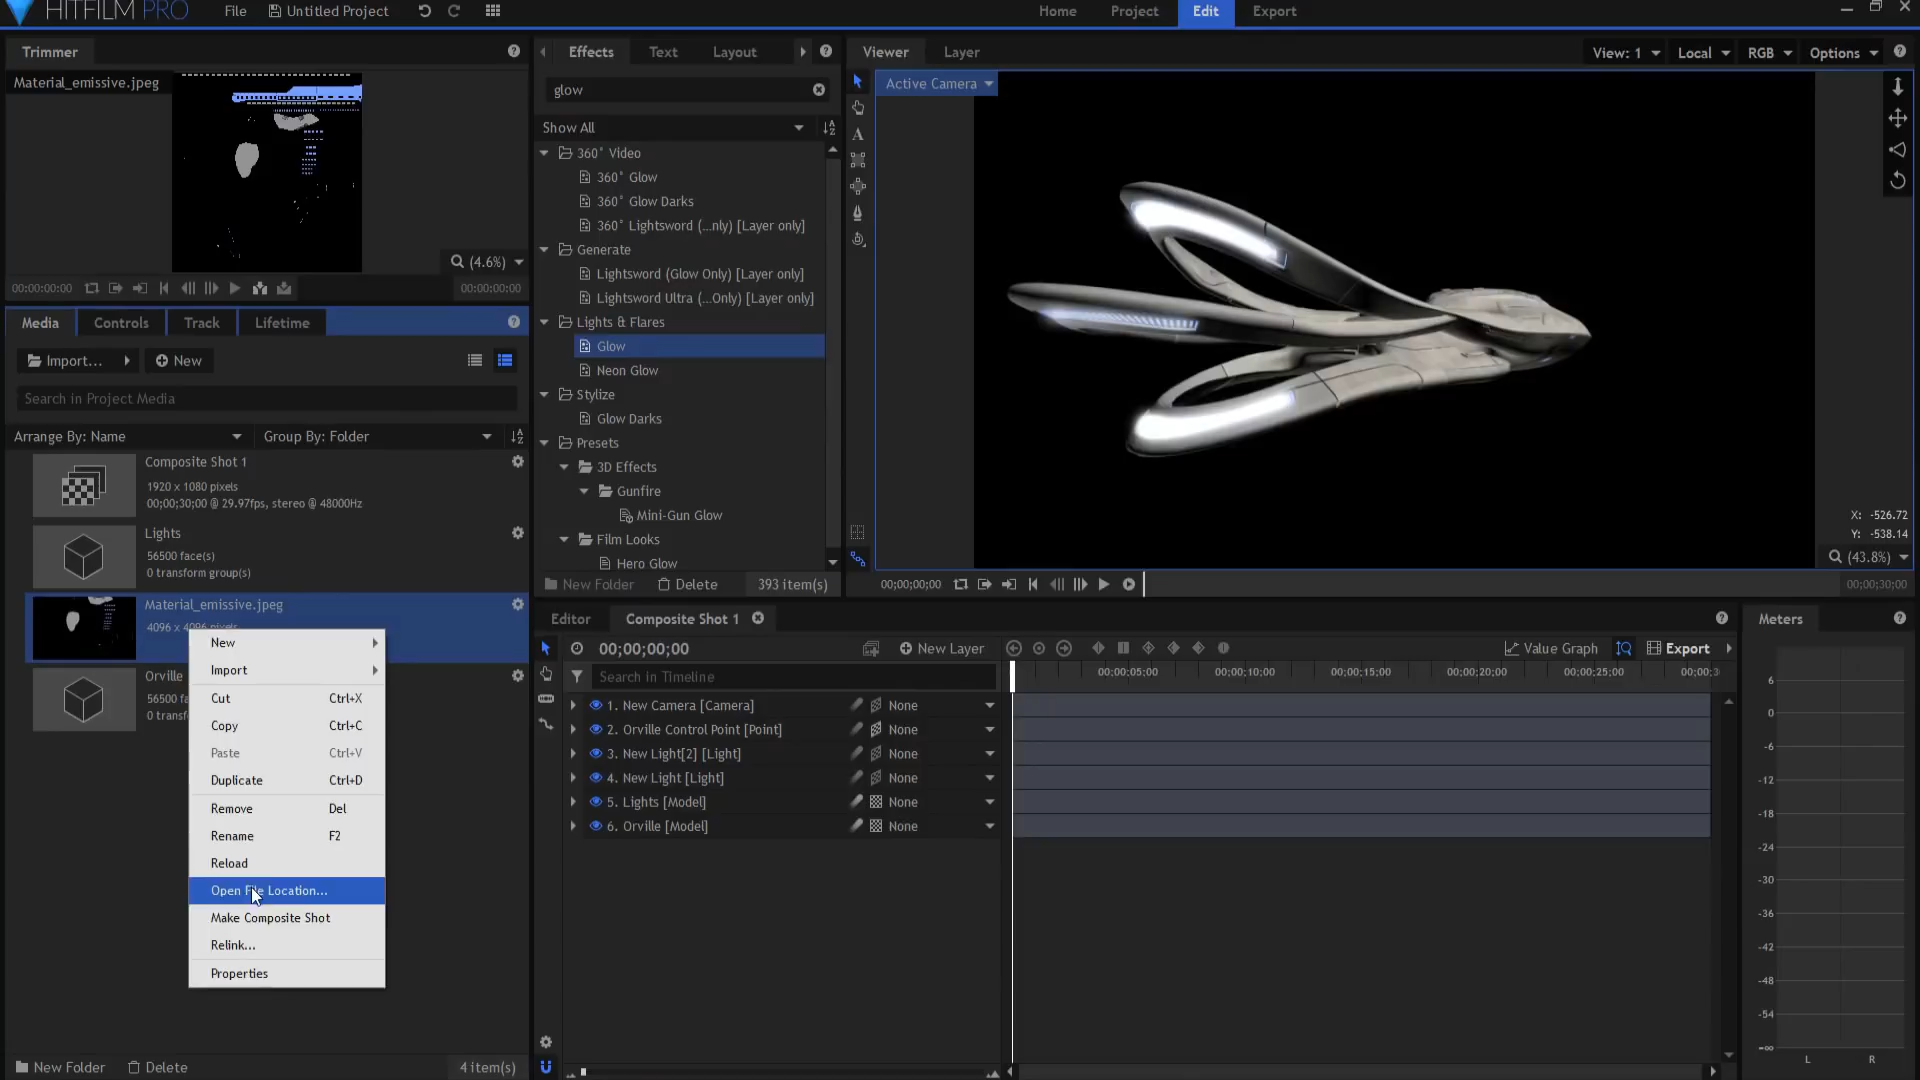 HITFILM PRO
File
Untitled Project
Home
Project
Edit
Export
Trimmer
Material_emissive.jpeg
(4.6%)
00:00:00:00
00:00:00:00
Media
Controls
Track
Lifetime
Import...
New
Search in Project Media
Arrange By: Name
Group By: Folder
Composite Shot 1
1920 x 1080 pixels
00;00;30;00 @ 29.97fps, stereo @ 48000Hz
Lights
56500 face(s)
0 transform group(s)
Material_emissive.jpeg
4096 x 4096 pixels
Orville
New
Import
Cut Ctrl+X
Copy Ctrl+C
Paste Ctrl+V
Duplicate Ctrl+D
Remove Del
Rename F2
Reload
Open File Location...
Make Composite Shot
Relink...
Properties
New Folder
Delete
4 item(s)
Effects
Text
Layout
glow
Show All
360° Video
360° Glow
360° Glow Darks
360° Lightsword (...nly) [Layer only]
Generate
Lightsword (Glow Only) [Layer only]
Lightsword Ultra (...Only) [Layer only]
Lights & Flares
Glow
Neon Glow
Stylize
Glow Darks
Presets
3D Effects
Gunfire
Mini-Gun Glow
Film Looks
Hero Glow
New Folder
Delete
393 item(s)
Viewer
Layer
View: 1
Local
RGB
Options
Active Camera
X: -526.72
Y: -538.14
(43.8%)
00;00;00;00
00;00;30;00
Editor
Composite Shot 1
00;00;00;00
New Layer
Value Graph
Export
Search in Timeline
00;00;05;00
00;00;10;00
00;00;15;00
00;00;20;00
00;00;25;00
1. New Camera [Camera] None
2. Orville Control Point [Point] None
3. New Light[2] [Light] None
4. New Light [Light] None
5. Lights [Model] None
6. Orville [Model] None
Meters
6
0
-6
-12
-18
-24
-30
-36
-42
-48
-54
-∞
L
R